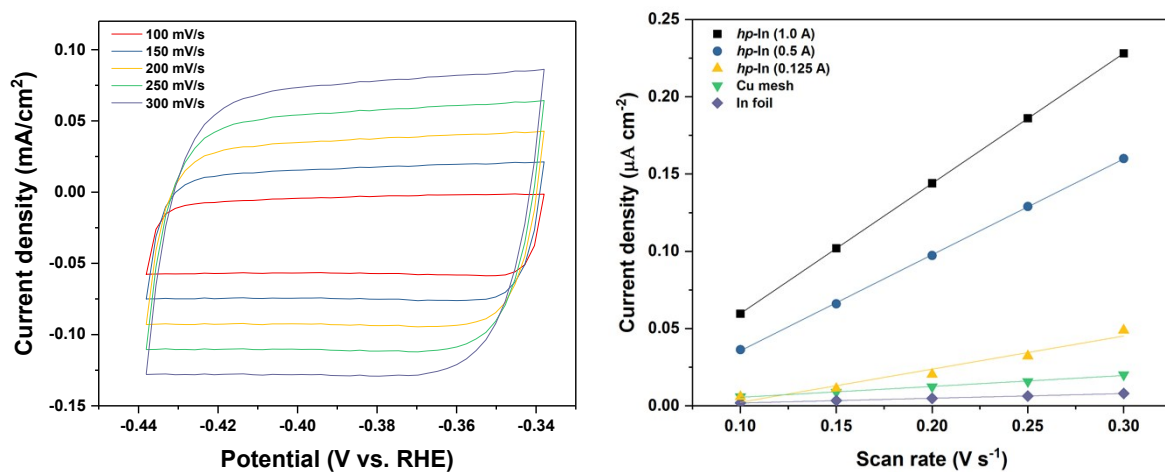 100 mV/s
150 mV/s
200 mV/s
250 mV/s
300 mV/s
0.10
0.05
0.00
-0.05
-0.10
-0.15
Current density (mA/cm²)
-0.44
-0.42
-0.40
-0.38
-0.36
-0.34
Potential (V vs. RHE)
hp-In (1.0 A)
hp-In (0.5 A)
hp-In (0.125 A)
Cu mesh
In foil
0.25
0.20
0.15
0.10
0.05
0.00
Current density (μA cm⁻²)
0.10
0.15
0.20
0.25
0.30
Scan rate (V s⁻¹)